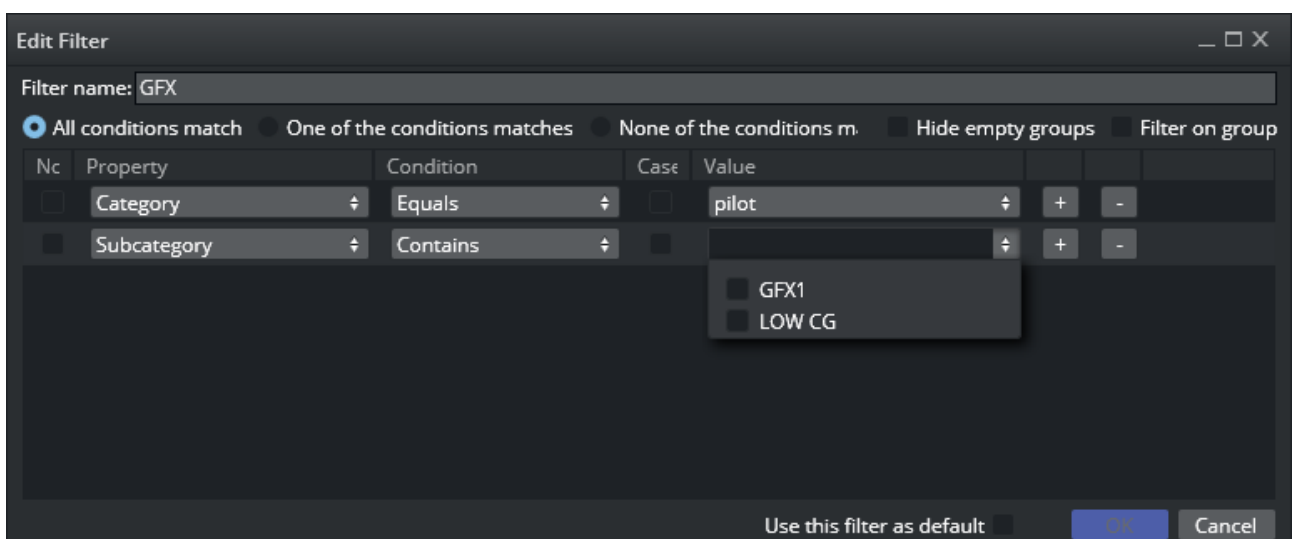 Edit Filter
Filter name: GFX
All conditions match One of the conditions matches None of the conditions m Hide empty groups Filter on group
Nc Property Condition Case Value
Category Equals pilot + -
Subcategory Contains + -
GFX1
LOW CG
Use this filter as default OK Cancel